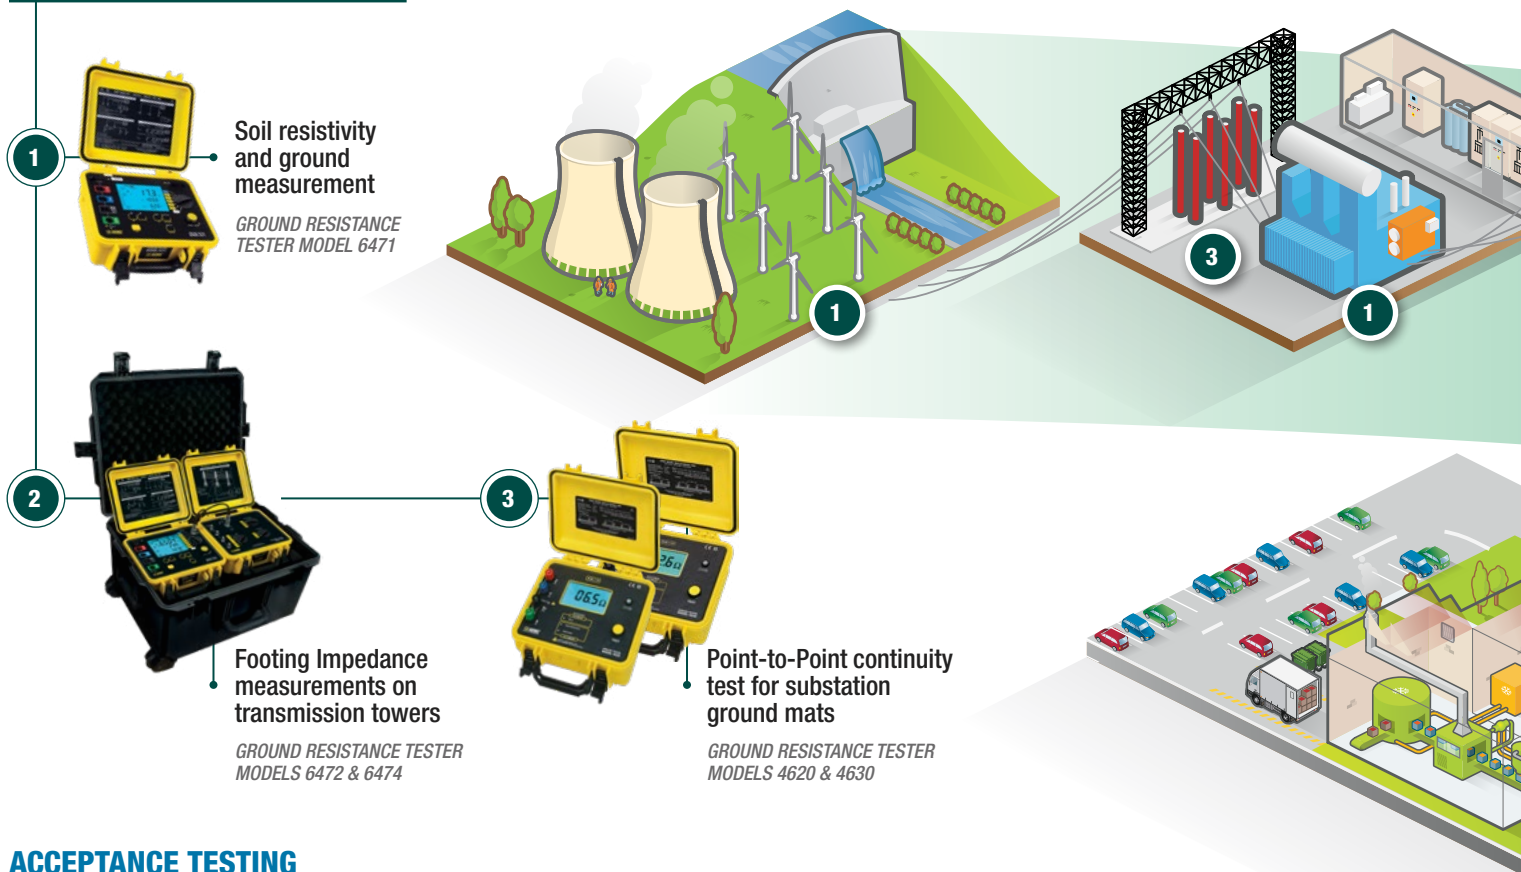 1
Soil resistivity
and ground
measurement
GROUND RESISTANCE
TESTER MODEL 6471
1
3
1
2
Footing Impedance
measurements on
transmission towers
GROUND RESISTANCE TESTER
MODELS 6472 & 6474
3
06.5Ω
Point-to-Point continuity
test for substation
ground mats
GROUND RESISTANCE TESTER
MODELS 4620 & 4630
ACCEPTANCE TESTING